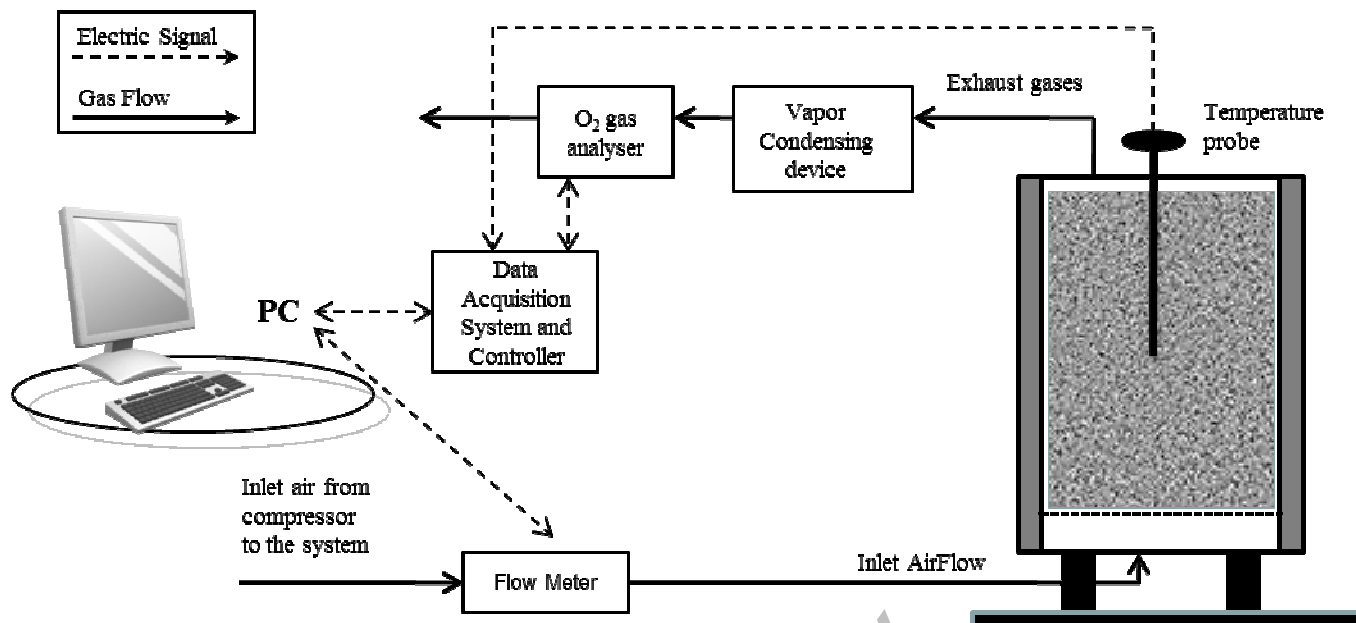 Electric Signal
Gas Flow
Exhaust gases
Temperature
probe
O₂ gas
analyser
Vapor
Condensing
device
Data
Acquisition
System and
Controller
PC
Inlet air from
compressor
to the system
Flow Meter
Inlet AirFlow